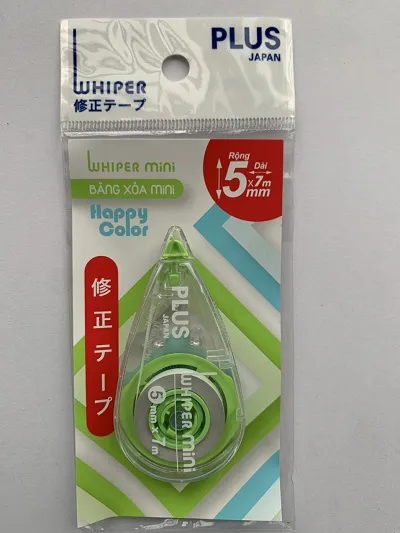 WHIPER
修正テープ
PLUS
JAPAN
WHIPER mini
BĂNG XÓA MINI
Happy
Color
Rộng
Dài
5 x 7m
mm
修正テープ
PLUS
JAPAN
WHIPER mini
5mm x 7m